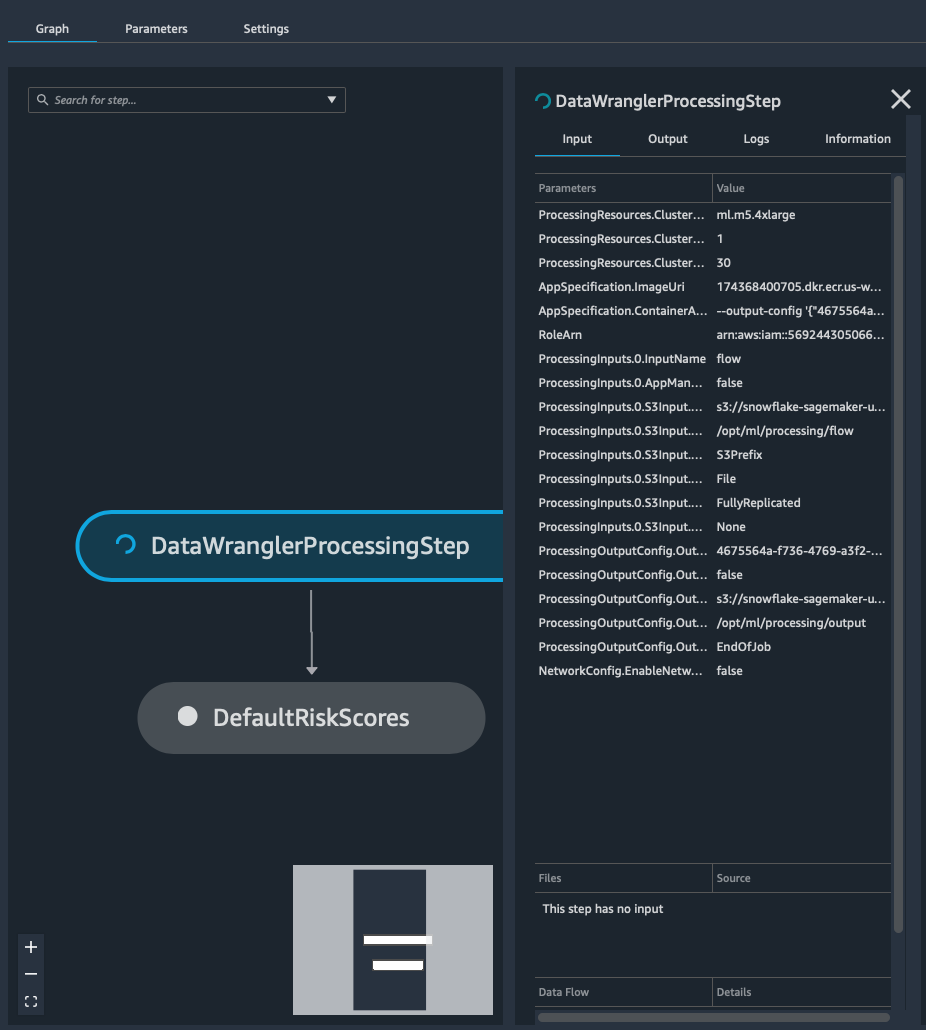 Graph Parameters Settings
Search for step...
DataWranglerProcessingStep
DefaultRiskScores
DataWranglerProcessingStep
Input Output Logs Information
Parameters Value
ProcessingResources.Cluster... ml.m5.4xlarge
ProcessingResources.Cluster... 1
ProcessingResources.Cluster... 30
AppSpecification.ImageUri 174368400705.dkr.ecr.us-w...
AppSpecification.ContainerA... --output-config '{"4675564a...
RoleArn arn:aws:iam::569244305066...
ProcessingInputs.0.InputName flow
ProcessingInputs.0.AppMan... false
ProcessingInputs.0.S3Input.... s3://snowflake-sagemaker-u...
ProcessingInputs.0.S3Input.... /opt/ml/processing/flow
ProcessingInputs.0.S3Input.... S3Prefix
ProcessingInputs.0.S3Input.... File
ProcessingInputs.0.S3Input.... FullyReplicated
ProcessingInputs.0.S3Input.... None
ProcessingOutputConfig.Out... 4675564a-f736-4769-a3f2-...
ProcessingOutputConfig.Out... false
ProcessingOutputConfig.Out... s3://snowflake-sagemaker-u...
ProcessingOutputConfig.Out... /opt/ml/processing/output
ProcessingOutputConfig.Out... EndOfJob
NetworkConfig.EnableNetw... false
Files Source
This step has no input
Data Flow Details